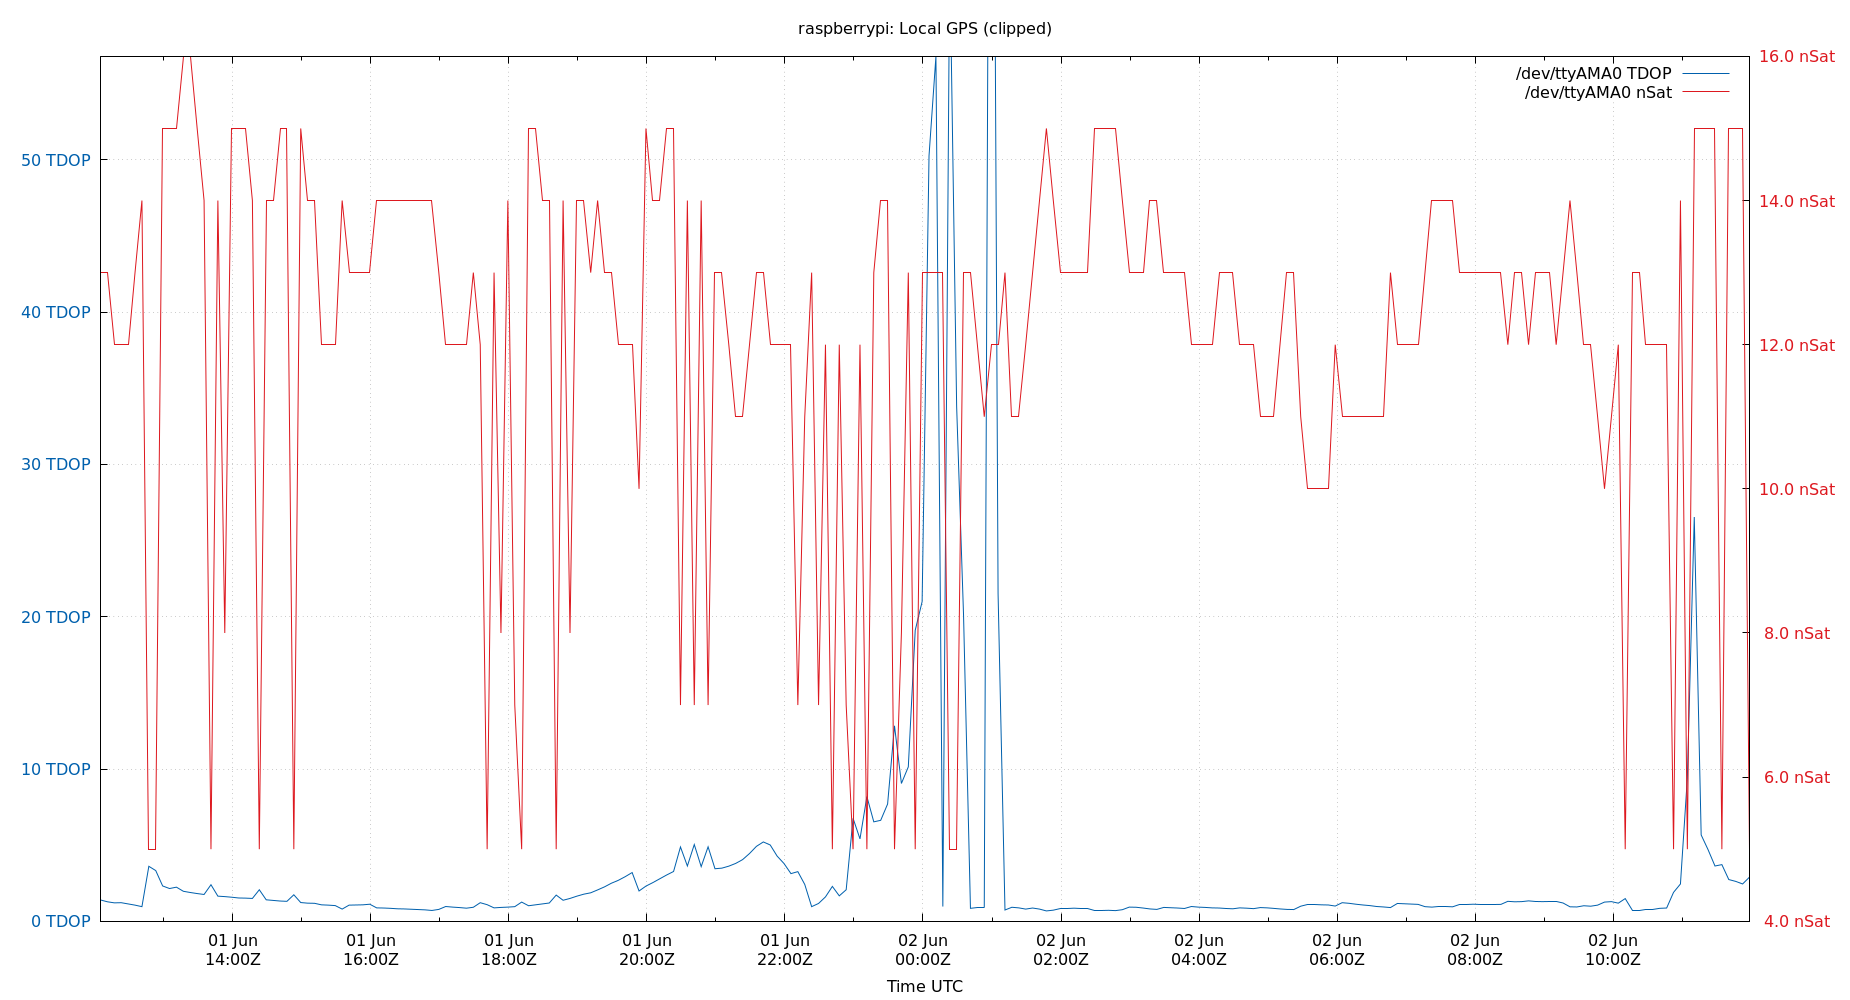 raspberrypi: Local GPS (clipped)
/dev/ttyAMA0 TDOP
/dev/ttyAMA0 nSat
50 TDOP
40 TDOP
30 TDOP
20 TDOP
10 TDOP
0 TDOP
16.0 nSat
14.0 nSat
12.0 nSat
10.0 nSat
8.0 nSat
6.0 nSat
4.0 nSat
01 Jun 01 Jun 01 Jun 01 Jun 01 Jun 02 Jun 02 Jun 02 Jun 02 Jun 02 Jun 02 Jun
14:00Z 16:00Z 18:00Z 20:00Z 22:00Z 00:00Z 02:00Z 04:00Z 06:00Z 08:00Z 10:00Z
Time UTC